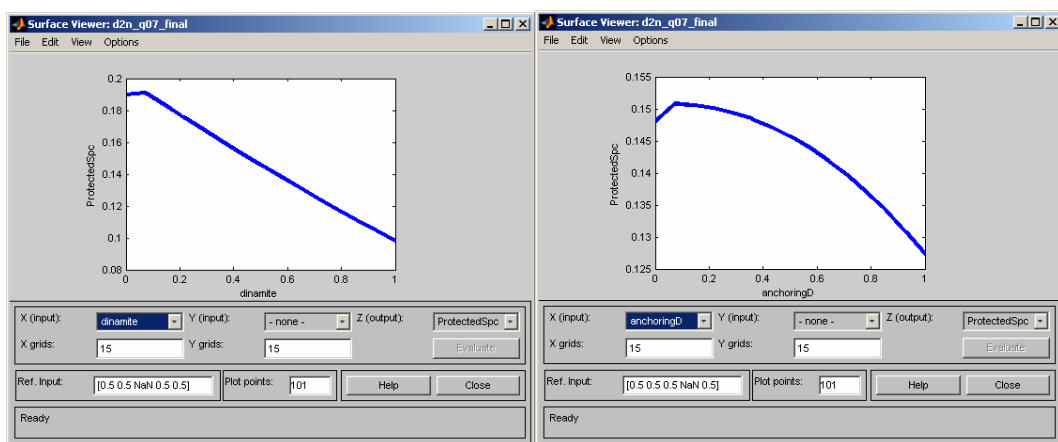 Surface Viewer: d2n_q07_final
File Edit View Options
0.2
0.18
0.16
0.14
0.12
0.1
0.08
ProtectedSpc
0 0.2 0.4 0.6 0.8 1
dinamite
X (input): dinamite Y (input): - none - Z (output): ProtectedSpc
X grids: 15 Y grids: 15 Evaluate
Ref. Input: [0.5 0.5 NaN 0.5 0.5] Plot points: 101 Help Close
Ready
Surface Viewer: d2n_q07_final
File Edit View Options
0.155
0.15
0.145
0.14
0.135
0.13
0.125
ProtectedSpc
0 0.2 0.4 0.6 0.8 1
anchoringD
X (input): anchoringD Y (input): - none - Z (output): ProtectedSpc
X grids: 15 Y grids: 15 Evaluate
Ref. Input: [0.5 0.5 0.5 NaN 0.5] Plot points: 101 Help Close
Ready